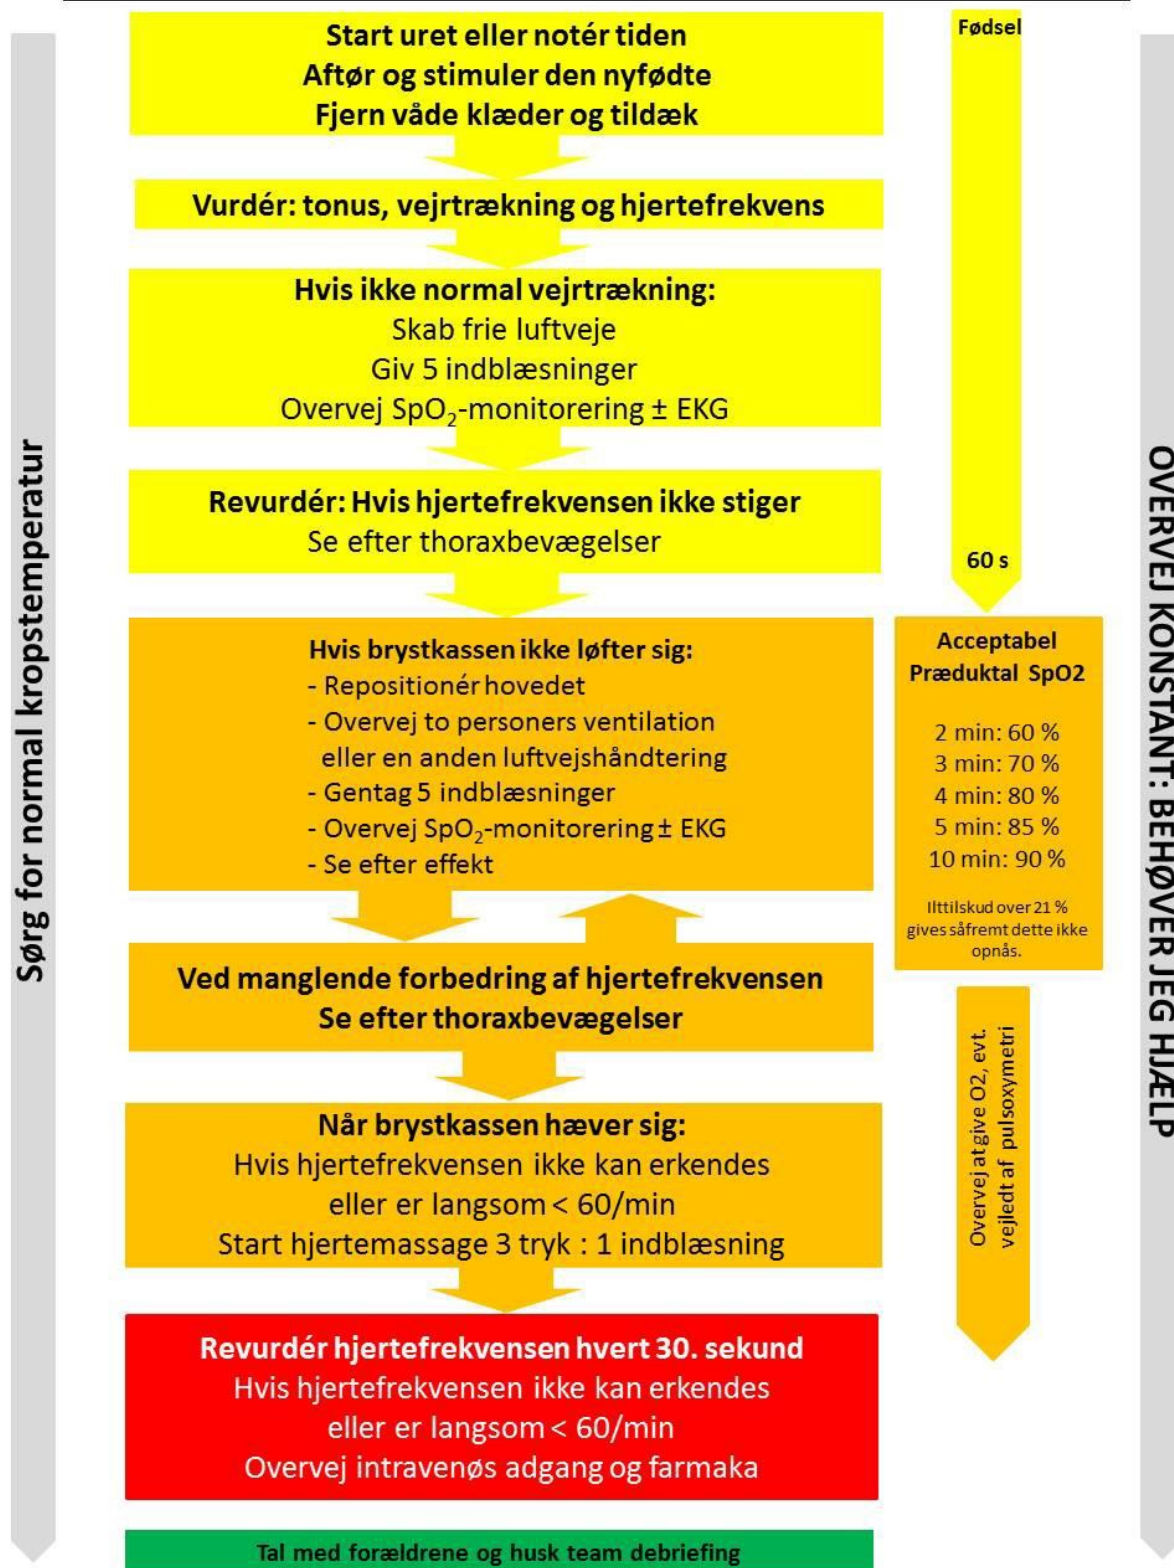 Start uret eller notér tiden
Aftør og stimuler den nyfødte
Fjern våde klæder og tildæk
Vurdér: tonus, vejrtrækning og hjertefrekvens
Hvis ikke normal vejrtrækning:
Skab frie luftveje
Giv 5 indblæsninger
Overvej SpO₂-monitorering ± EKG
Revurdér: Hvis hjertefrekvensen ikke stiger
Se efter thoraxbevægelser
Hvis brystkassen ikke løfter sig:
- Repositionér hovedet
- Overvej to personers ventilation
eller en anden luftvejshåndtering
- Gentag 5 indblæsninger
- Overvej SpO₂-monitorering ± EKG
- Se efter effekt
Ved manglende forbedring af hjertefrekvensen
Se efter thoraxbevægelser
Når brystkassen hæver sig:
Hvis hjertefrekvensen ikke kan erkendes
eller er langsom < 60/min
Start hjertemassage 3 tryk : 1 indblæsning
Revurdér hjertefrekvensen hvert 30. sekund
Hvis hjertefrekvensen ikke kan erkendes
eller er langsom < 60/min
Overvej intravenøs adgang og farmaka
Tal med forældrene og husk team debriefing
Fødsel
60 s
Acceptabel
Præduktal SpO2
2 min: 60 %
3 min: 70 %
4 min: 80 %
5 min: 85 %
10 min: 90 %
Ilttilskud over 21 %
gives såfremt dette ikke
opnås.
Overvej at give O2, evt.
vejledt af pulsoxymetri
Sørg for normal kropstemperatur
OVERVEJ KONSTANT: BEHØVER JEG HJÆLP